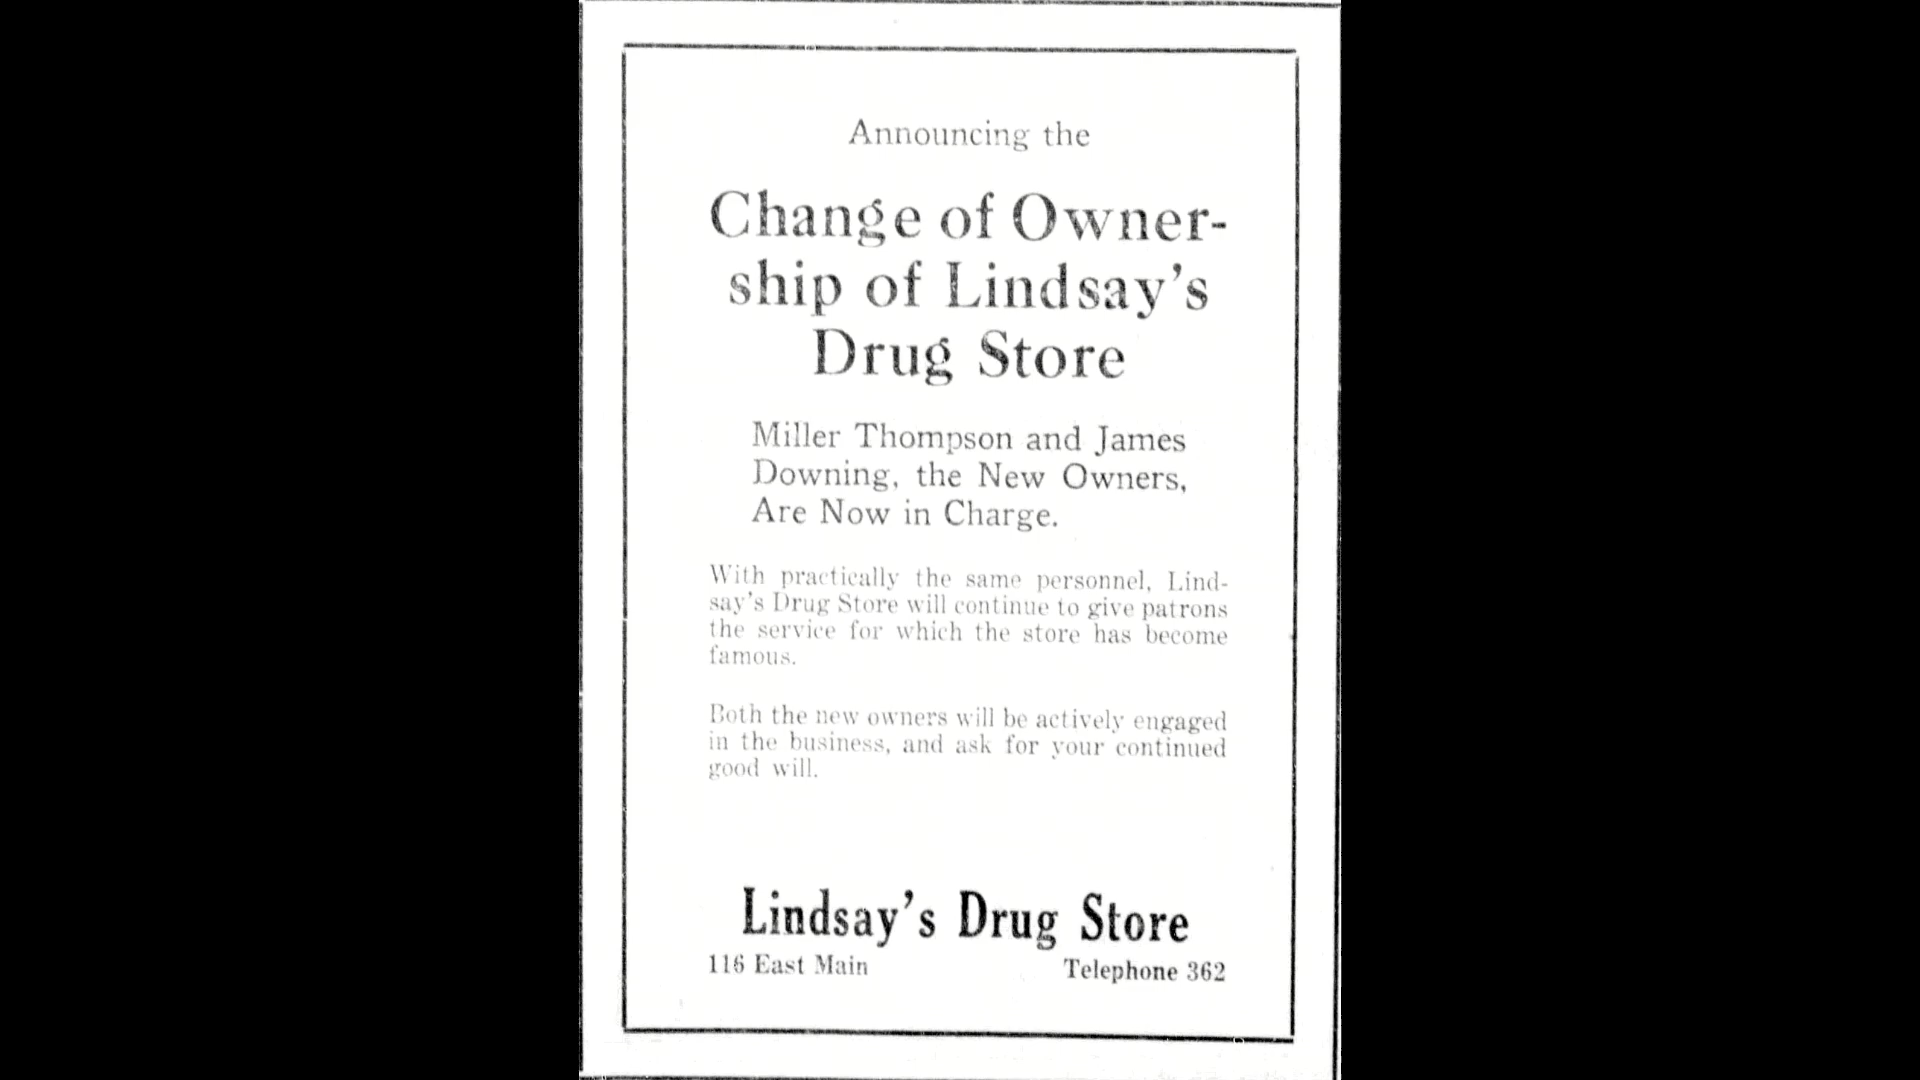 Announcing the
Change of Owner-
ship of Lindsay's
Drug Store
Miller Thompson and James
Downing, the New Owners,
Are Now in Charge.
With practically the same personnel, Lind-
say's Drug Store will continue to give patrons
the service for which the store has become
famous.
Both the new owners will be actively engaged
in the business, and ask for your continued
good will.
Lindsay's Drug Store
116 East Main Telephone 362